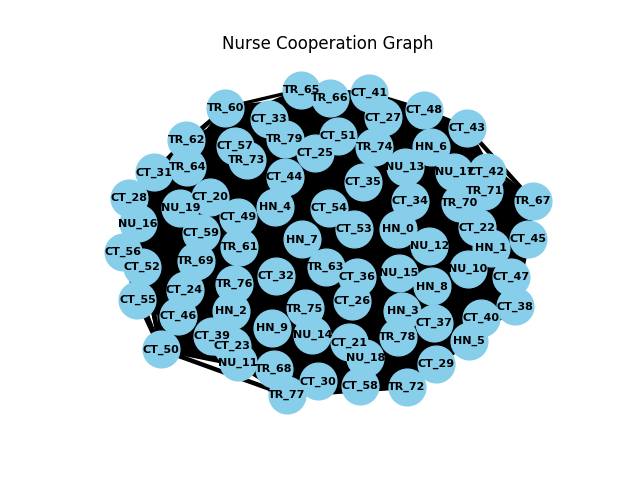 Nurse Cooperation Graph
TR_65
TR_66
CT_41
TR_60
CT_48
CT_33
CT_27
CT_43
TR_62
CT_57
TR_79
CT_51
TR_74
HN_6
CT_25
TR_73
CT_31
TR_64
NU_13
NU_17
CT_42
CT_44
CT_35
TR_71
CT_28
CT_20
NU_19
HN_4
CT_54
CT_34
TR_70
TR_67
NU_16
CT_49
CT_59
CT_53
HN_0
CT_22
CT_45
HN_7
TR_61
NU_12
HN_1
CT_56
CT_52
TR_69
TR_63
CT_32
CT_36
NU_15
NU_10
CT_47
TR_76
CT_24
HN_8
CT_55
CT_26
CT_38
HN_2
TR_75
HN_3
CT_46
CT_37
CT_40
HN_9
CT_39
NU_14
TR_78
CT_23
CT_21
HN_5
CT_50
NU_11
NU_18
TR_68
CT_29
CT_30
CT_58
TR_72
TR_77